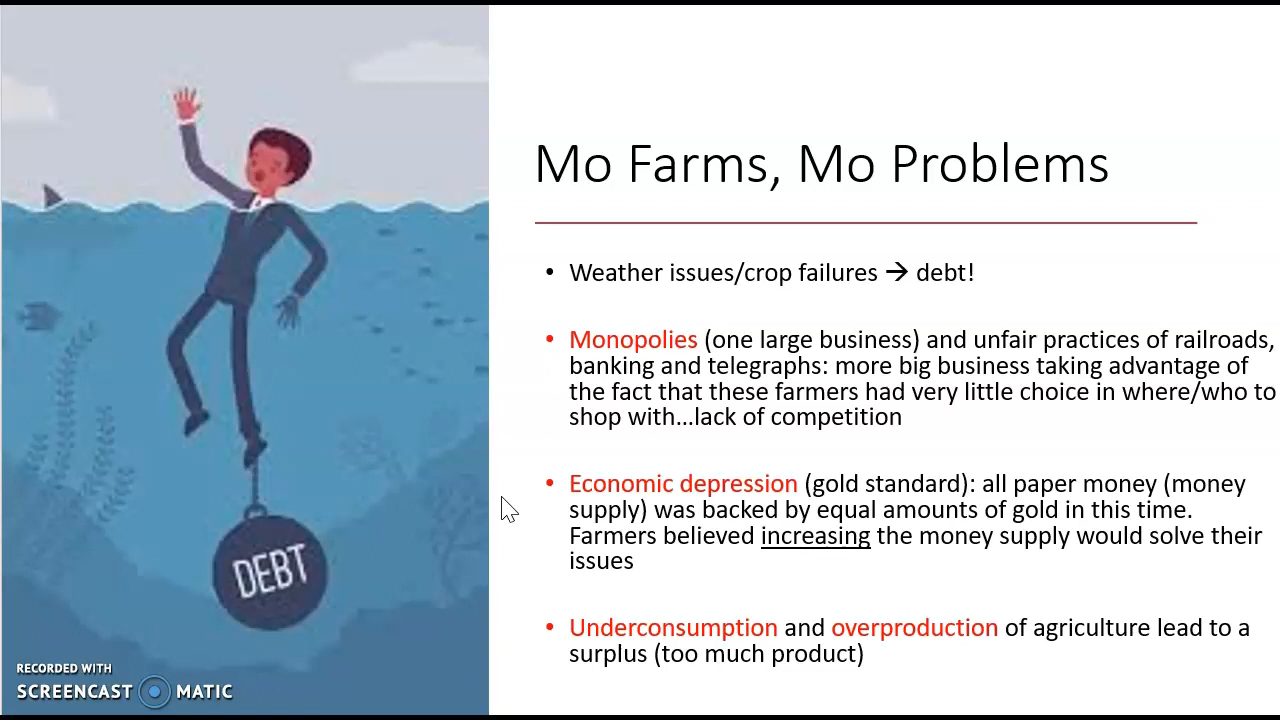 Mo Farms, Mo Problems
• Weather issues/crop failures → debt!
• Monopolies (one large business) and unfair practices of railroads,
banking and telegraphs: more big business taking advantage of
the fact that these farmers had very little choice in where/who to
shop with...lack of competition
• Economic depression (gold standard): all paper money (money
supply) was backed by equal amounts of gold in this time.
Farmers believed increasing the money supply would solve their
issues
• Underconsumption and overproduction of agriculture lead to a
surplus (too much product)
DEBT
RECORDED WITH
SCREENCAST MATIC